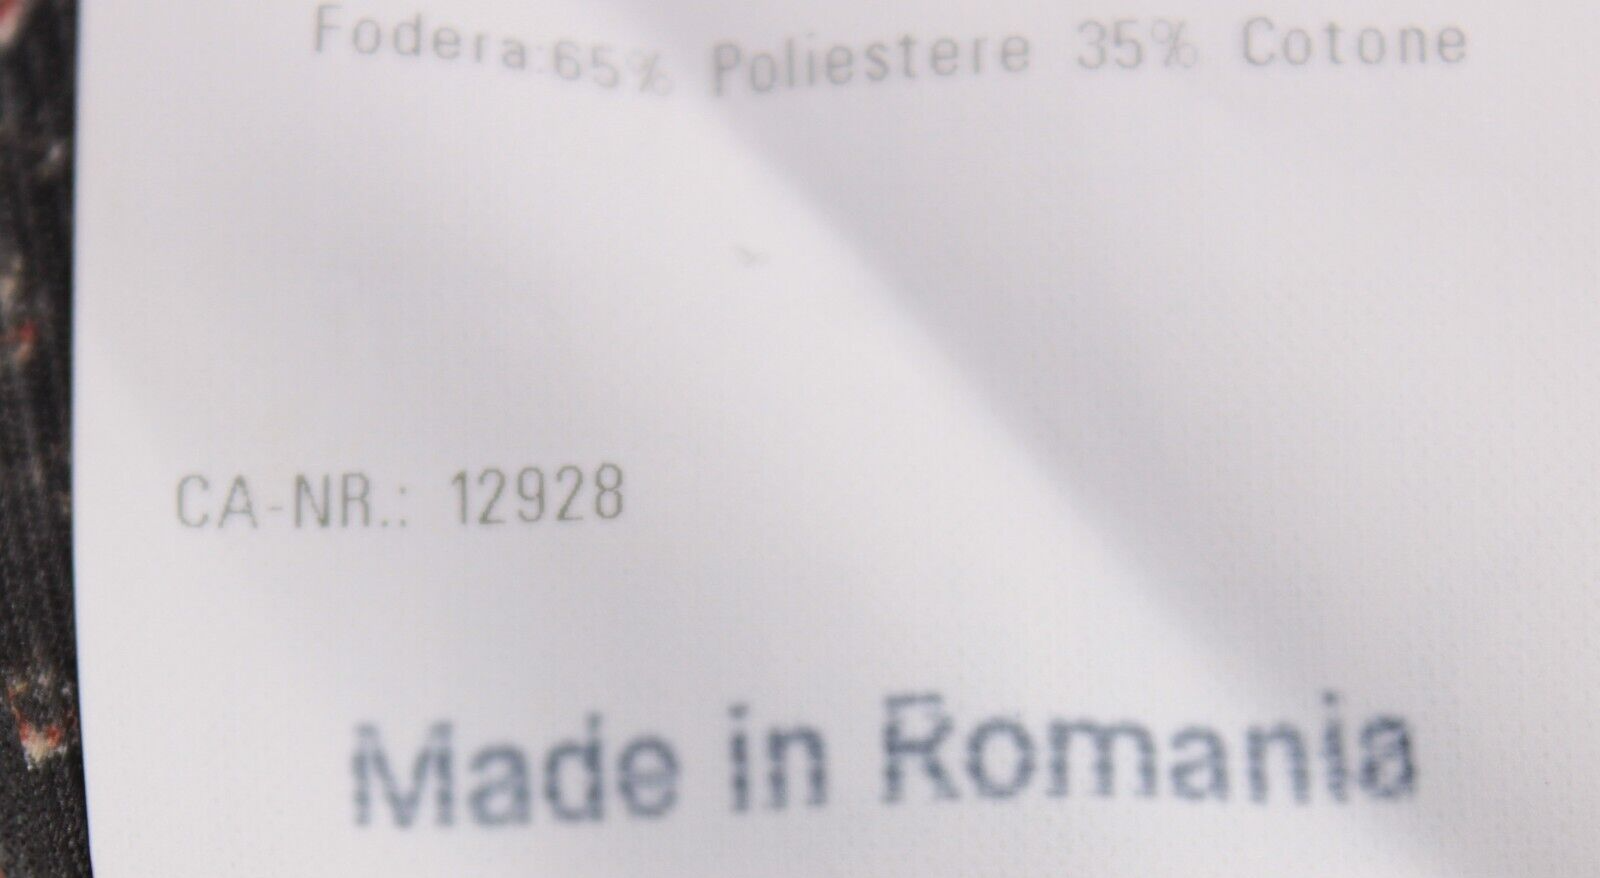 Fodera:65% Poliestere 35% Cotone
CA-NR.: 12928
Made in Romania